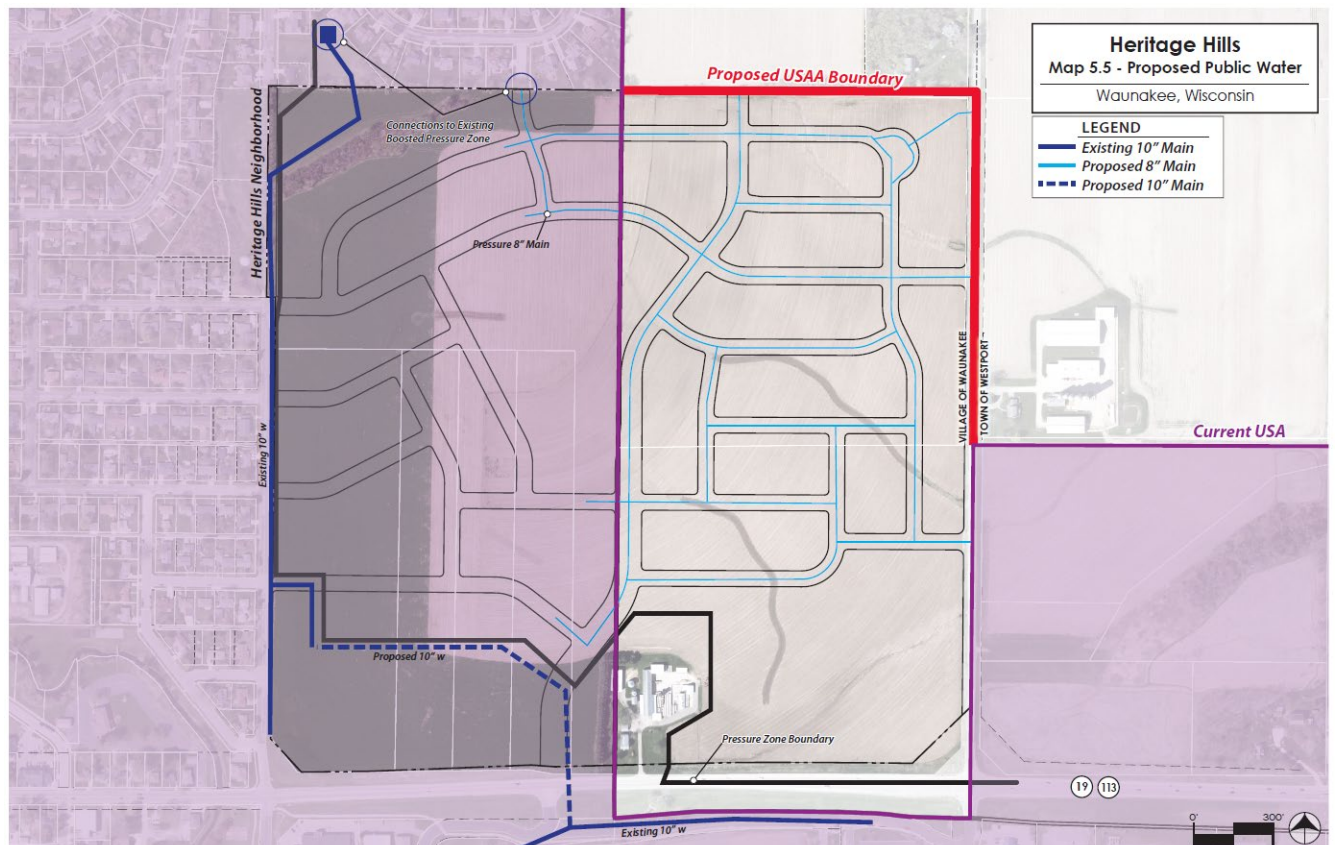 Heritage Hills
Map 5.5 - Proposed Public Water
Waunakee, Wisconsin
LEGEND
Existing 10" Main
Proposed 8" Main
Proposed 10" Main
Proposed USAA Boundary
Heritage Hills Neighborhood
Connections to Existing
Boosted Pressure Zone
Pressure 8" Main
VILLAGE OF WAUNAKEE
TOWN OF WESTPORT
Current USA
Existing 10" w
Proposed 10" w
Pressure Zone Boundary
19 113
Existing 10" w
0' 300'